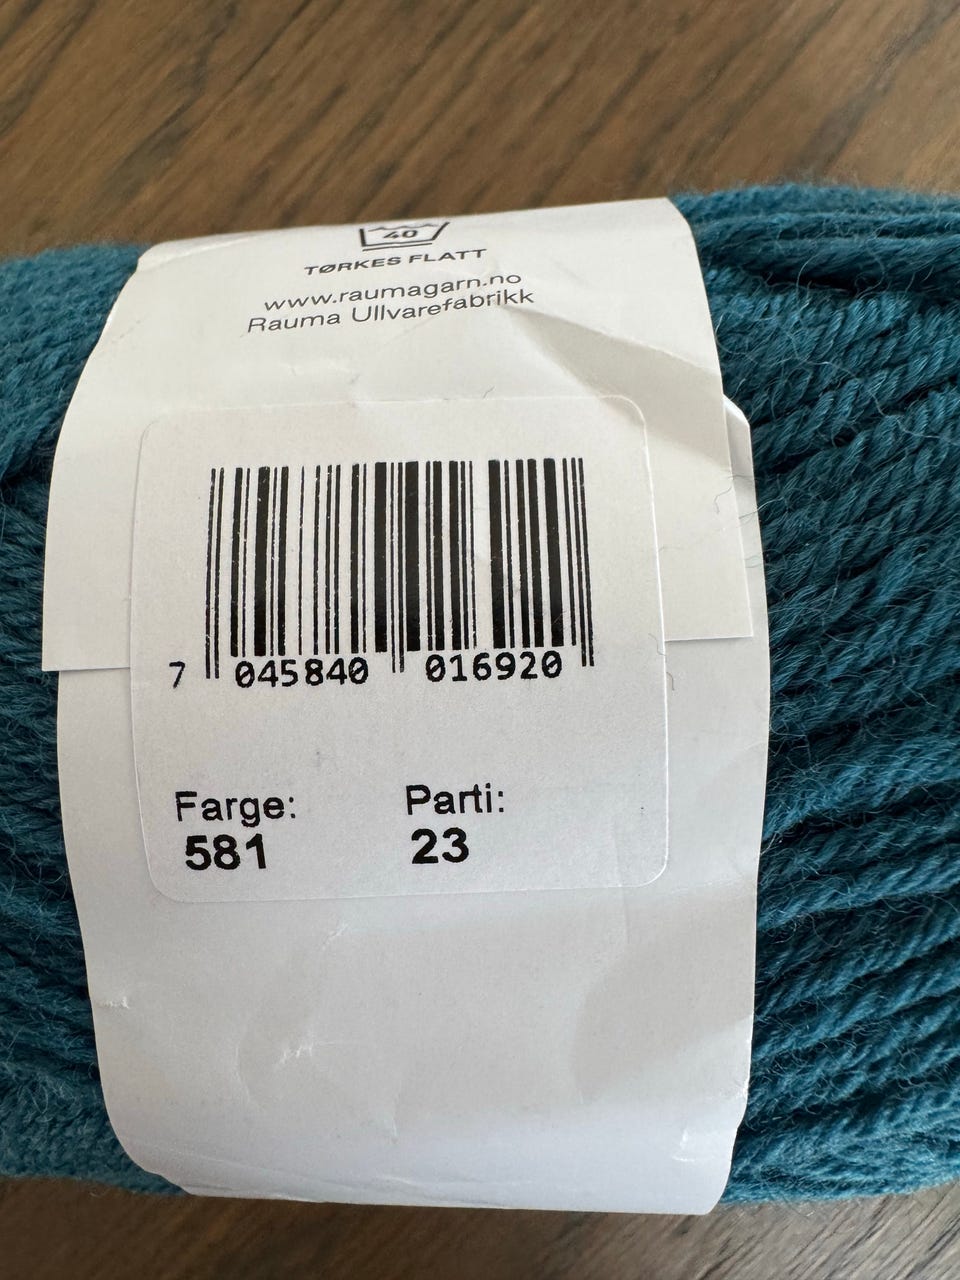 40
TØRKES FLATT
www.raumagarn.no
Rauma Ullvarefabrikk
7 045840 016920
Farge: Parti:
581 23